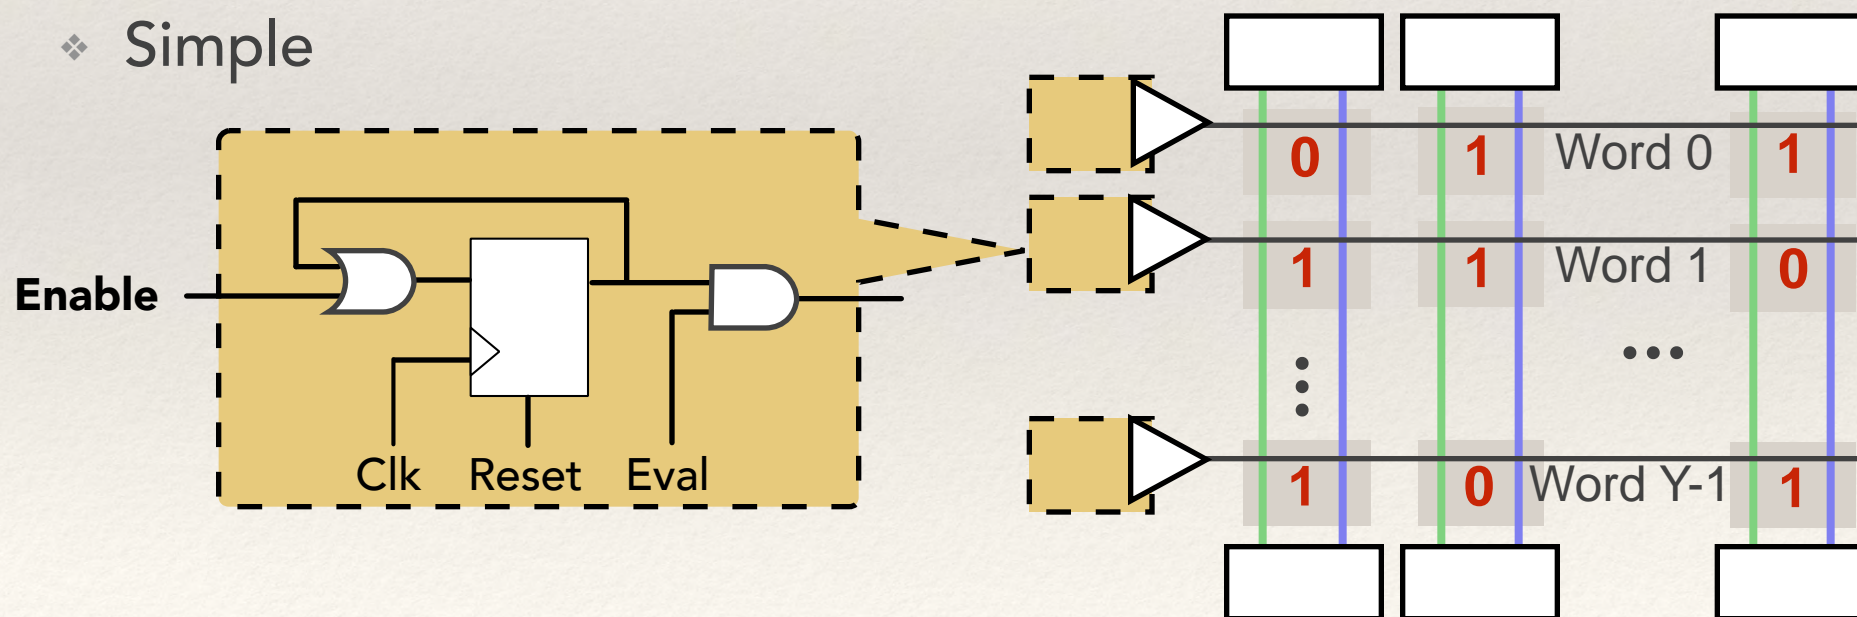 ❖ Simple
Enable
Clk Reset Eval
0 1 Word 0 1
1 1 Word 1 0
1 0 Word Y-1 1